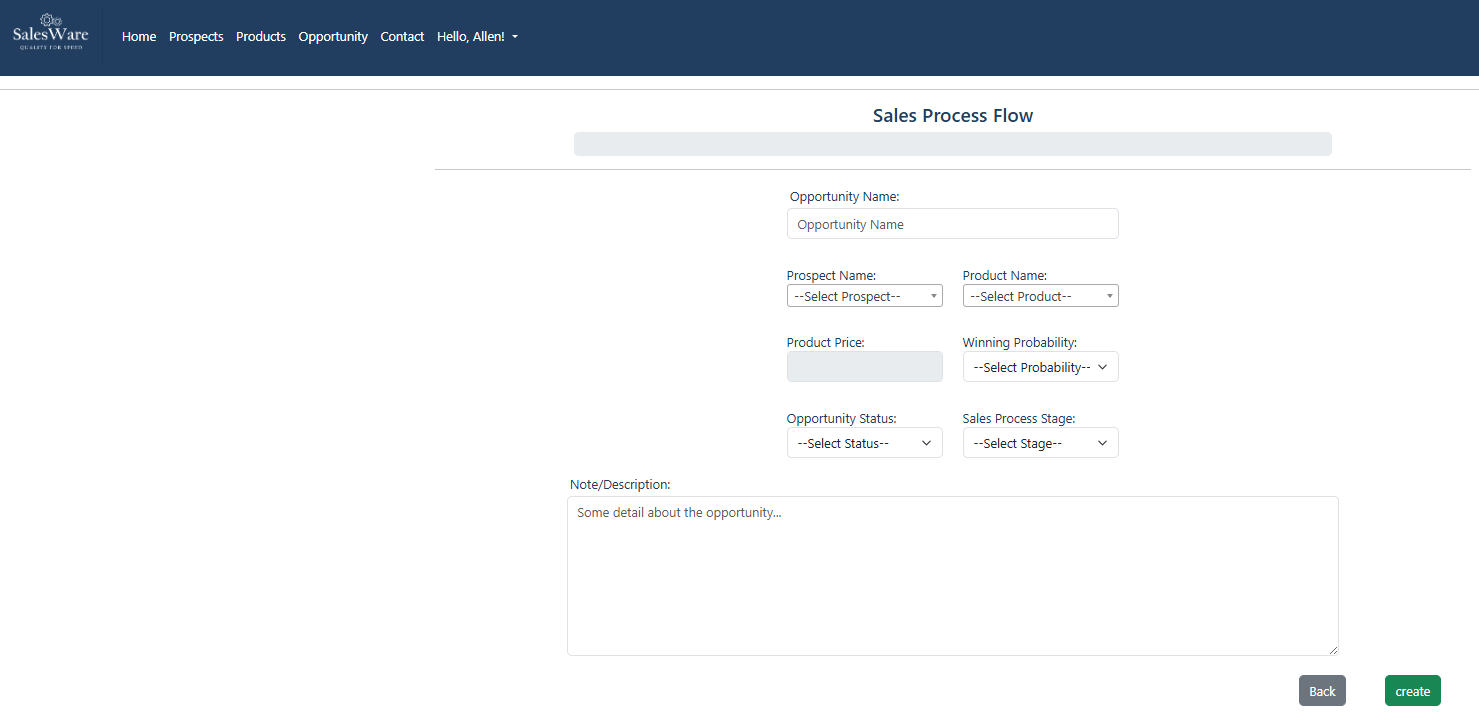 SalesWare
QUALITY FOR SPEED
Home Prospects Products Opportunity Contact Hello, Allen!
Sales Process Flow
Opportunity Name:
Opportunity Name
Prospect Name: Product Name:
--Select Prospect-- --Select Product--
Product Price: Winning Probability:
--Select Probability--
Opportunity Status: Sales Process Stage:
--Select Status-- --Select Stage--
Note/Description:
Some detail about the opportunity...
Back create